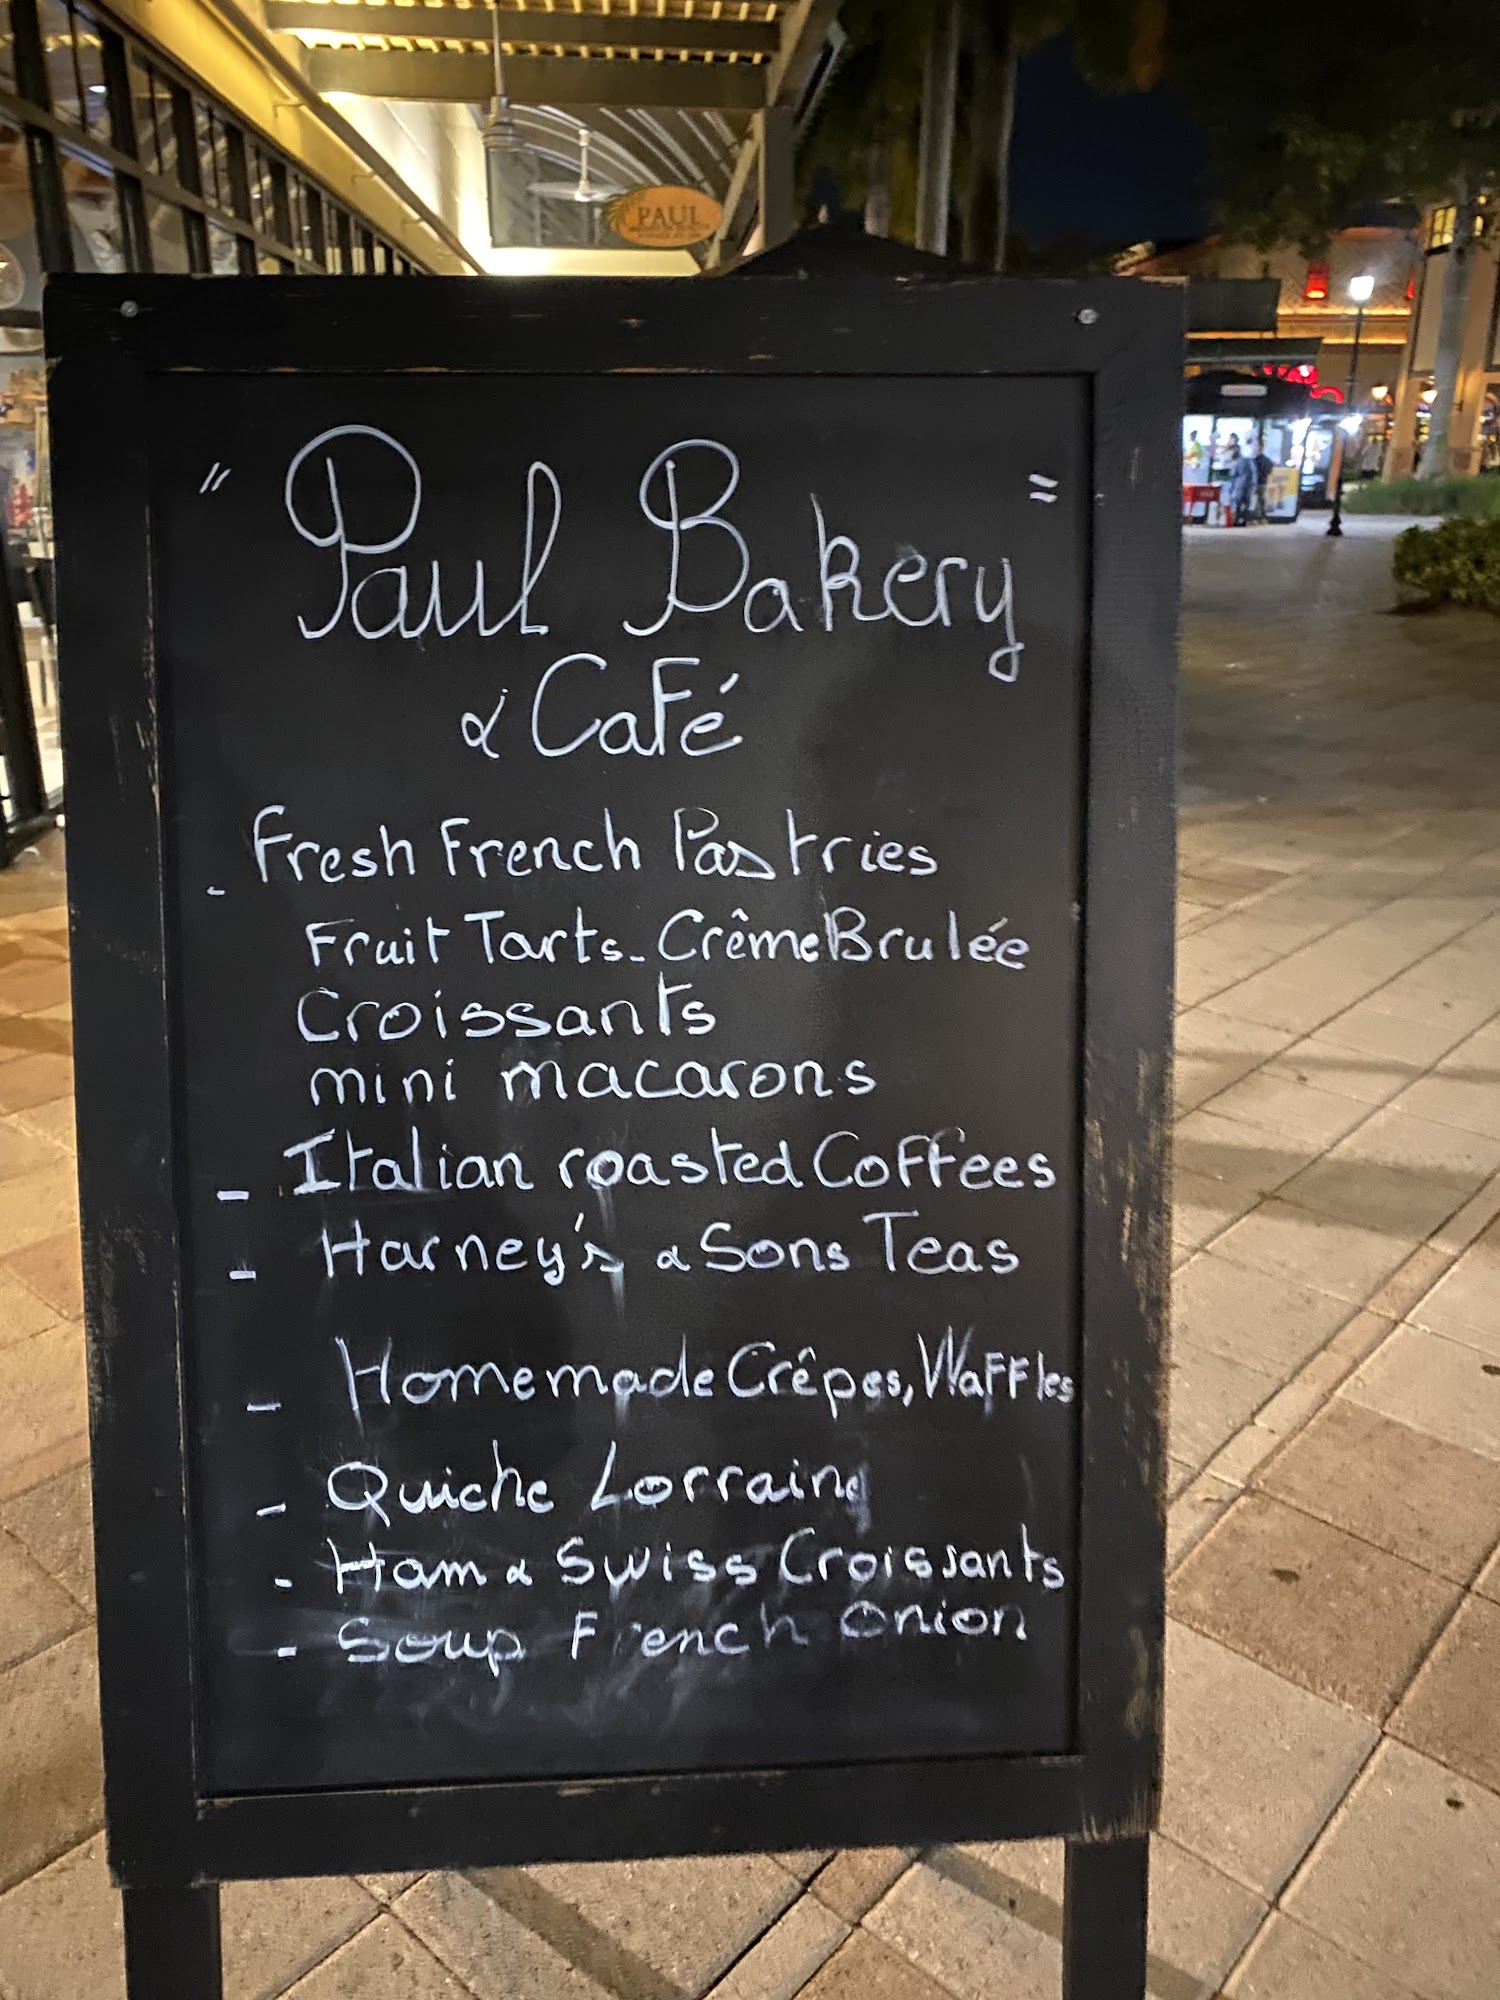 PAUL
" Paul Bakery "
& Café
- Fresh French Pastries
Fruit Tarts - Crême Brulée
Croissants
mini macarons
- Italian roasted Coffees
- Harney's & Sons Teas
- Homemade Crêpes, Waffles
- Quiche Lorraine
- Ham & Swiss Croissants
- Soup French Onion